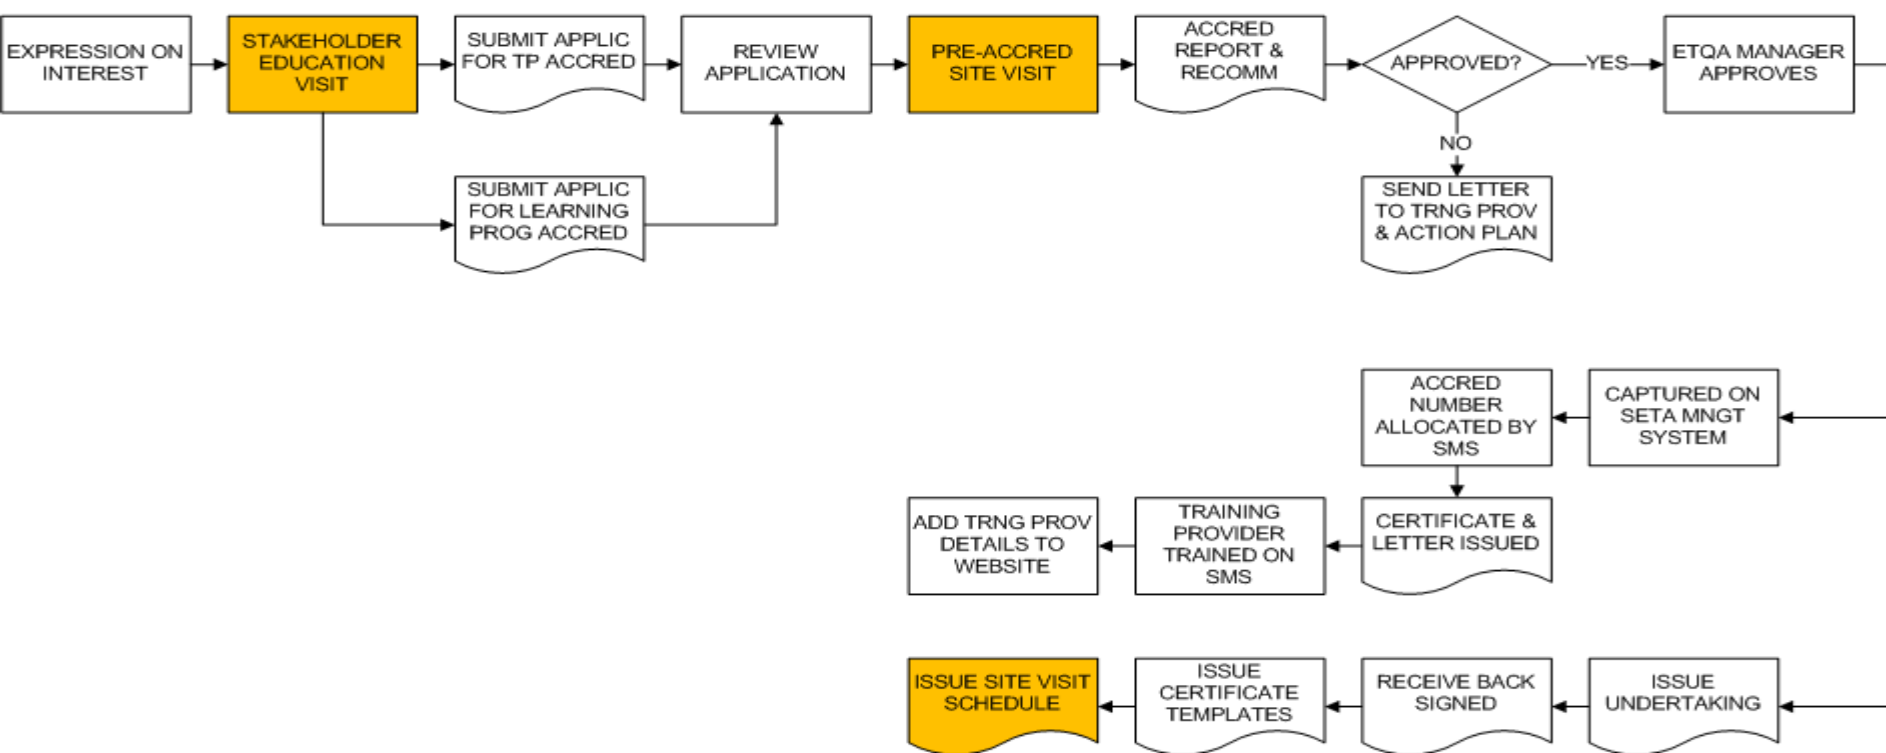 EXPRESSION ON
INTEREST
STAKEHOLDER
EDUCATION
VISIT
SUBMIT APPLIC
FOR TP ACCRED
REVIEW
APPLICATION
PRE-ACCRED
SITE VISIT
ACCRED
REPORT &
RECOMM
APPROVED?
YES
ETQA MANAGER
APPROVES
NO
SUBMIT APPLIC
FOR LEARNING
PROG ACCRED
SEND LETTER
TO TRNG PROV
& ACTION PLAN
ACCRED
NUMBER
ALLOCATED BY
SMS
CAPTURED ON
SETA MNGT
SYSTEM
ADD TRNG PROV
DETAILS TO
WEBSITE
TRAINING
PROVIDER
TRAINED ON
SMS
CERTIFICATE &
LETTER ISSUED
ISSUE SITE VISIT
SCHEDULE
ISSUE
CERTIFICATE
TEMPLATES
RECEIVE BACK
SIGNED
ISSUE
UNDERTAKING